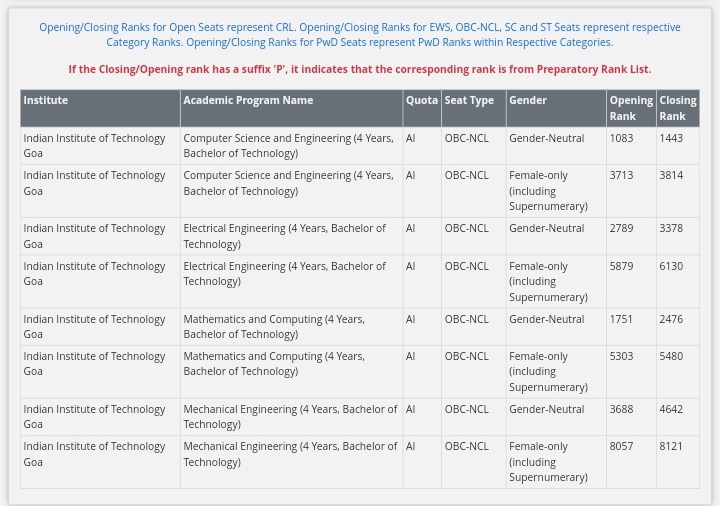 Opening/Closing Ranks for Open Seats represent CRL. Opening/Closing Ranks for EWS, OBC-NCL, SC and ST Seats represent respective
Category Ranks. Opening/Closing Ranks for PwD Seats represent PwD Ranks within Respective Categories.
If the Closing/Opening rank has a suffix 'P', it indicates that the corresponding rank is from Preparatory Rank List.
Institute Academic Program Name Quota Seat Type Gender Opening Closing
Rank Rank
Indian Institute of Technology Computer Science and Engineering (4 Years, AI OBC-NCL Gender-Neutral 1083 1443
Goa Bachelor of Technology)
Indian Institute of Technology Computer Science and Engineering (4 Years, AI OBC-NCL Female-only 3713 3814
Goa Bachelor of Technology) (including
Supernumerary)
Indian Institute of Technology Electrical Engineering (4 Years, Bachelor of AI OBC-NCL Gender-Neutral 2789 3378
Goa Technology)
Indian Institute of Technology Electrical Engineering (4 Years, Bachelor of AI OBC-NCL Female-only 5879 6130
Goa Technology) (including
Supernumerary)
Indian Institute of Technology Mathematics and Computing (4 Years, AI OBC-NCL Gender-Neutral 1751 2476
Goa Bachelor of Technology)
Indian Institute of Technology Mathematics and Computing (4 Years, AI OBC-NCL Female-only 5303 5480
Goa Bachelor of Technology) (including
Supernumerary)
Indian Institute of Technology Mechanical Engineering (4 Years, Bachelor of AI OBC-NCL Gender-Neutral 3688 4642
Goa Technology)
Indian Institute of Technology Mechanical Engineering (4 Years, Bachelor of AI OBC-NCL Female-only 8057 8121
Goa Technology) (including
Supernumerary)